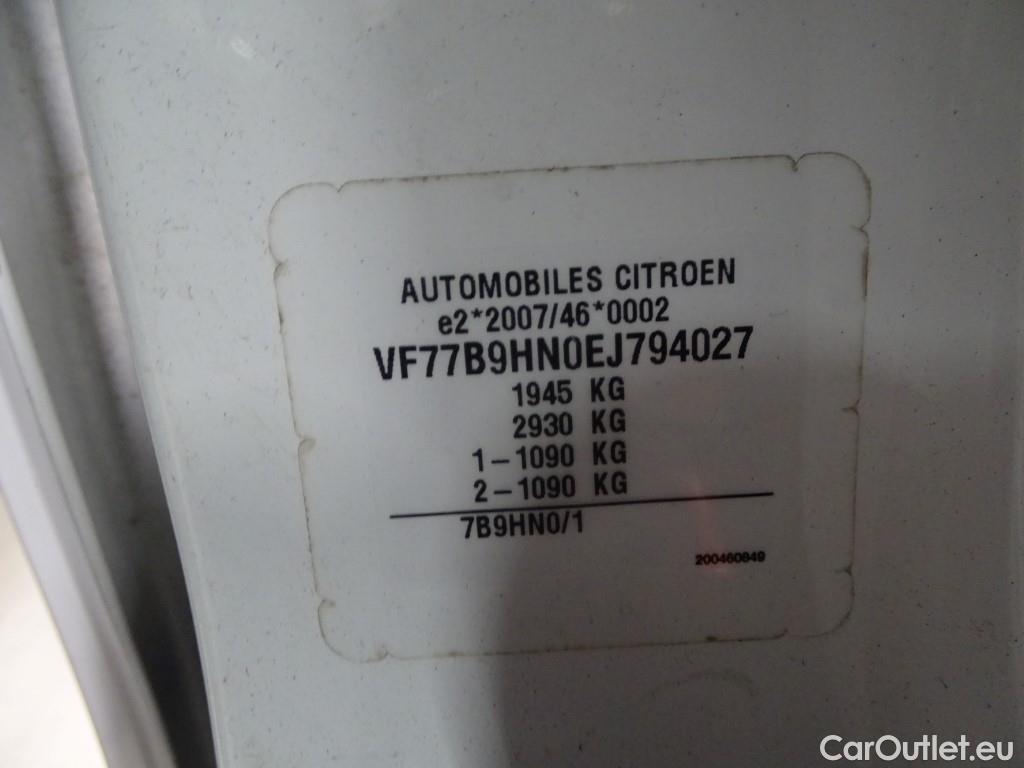 AUTOMOBILES CITROEN
e2*2007/46*0002
VF77B9HN0EJ794027
1945 KG
2930 KG
1–1090 KG
2–1090 KG
7B9HN0/1
200460849
CarOutlet.eu